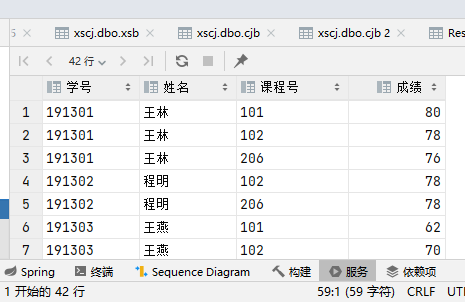 5 xscj.dbo.xsb xscj.dbo.cjb xscj.dbo.cjb 2 Res
42 行
学号 姓名 课程号 成绩
1 191301 王林 101 80
2 191301 王林 102 78
3 191301 王林 206 76
4 191302 程明 102 78
5 191302 程明 206 78
6 191303 王燕 101 62
7 191303 王燕 102 70
Spring 终端 Sequence Diagram 构建 服务 依赖项
1 开始的 42 行 59:1 (59 字符) CRLF UT